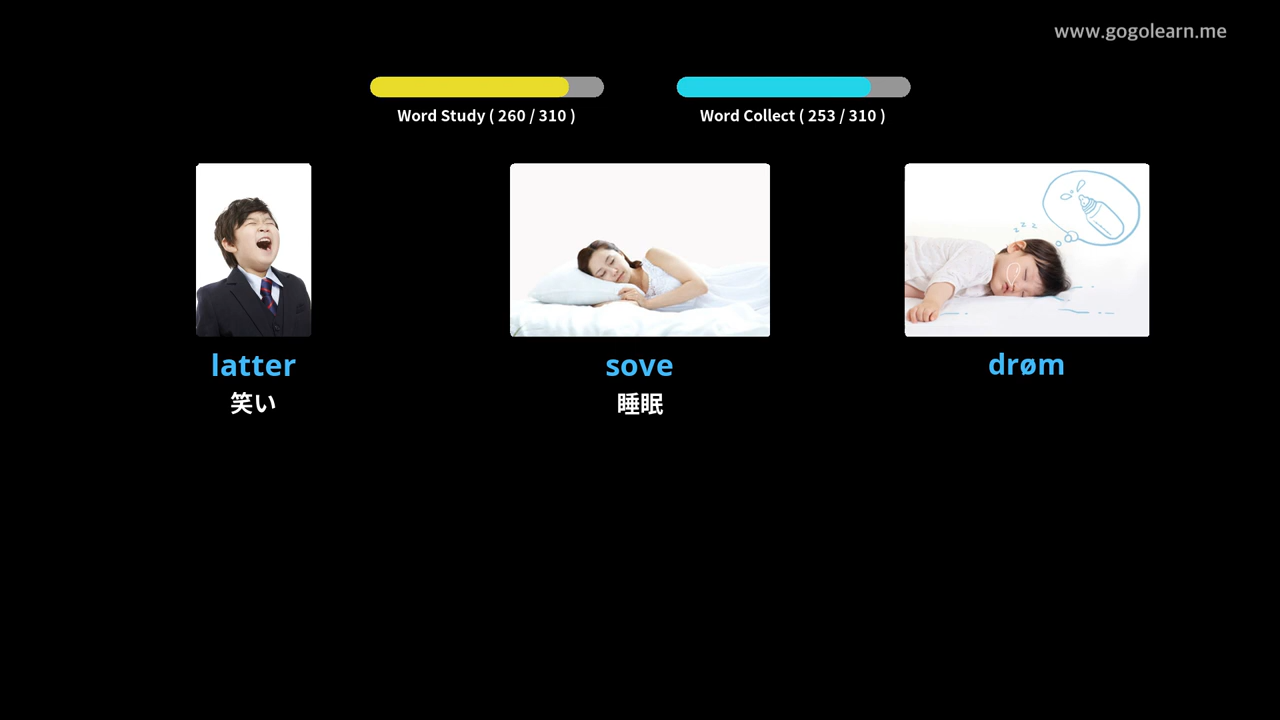 www.gogolearn.me
Word Study ( 260 / 310 )
Word Collect ( 253 / 310 )
latter
sove
drøm
笑い
睡眠